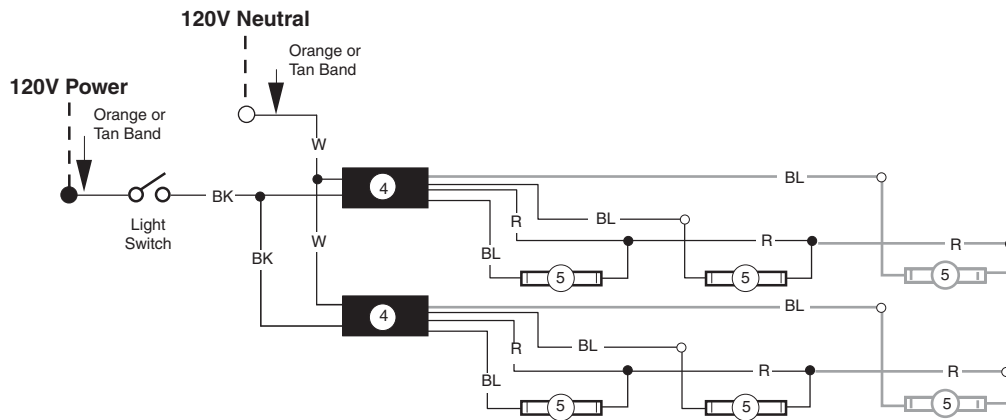 120V Neutral
Orange or
Tan Band
120V Power
Orange or
Tan Band
W
4
BL
BK
Light
Switch
R
BL
R
R
W
BL
BK
5
5
5
4
BL
R
BL
R
R
BL
5
5
5